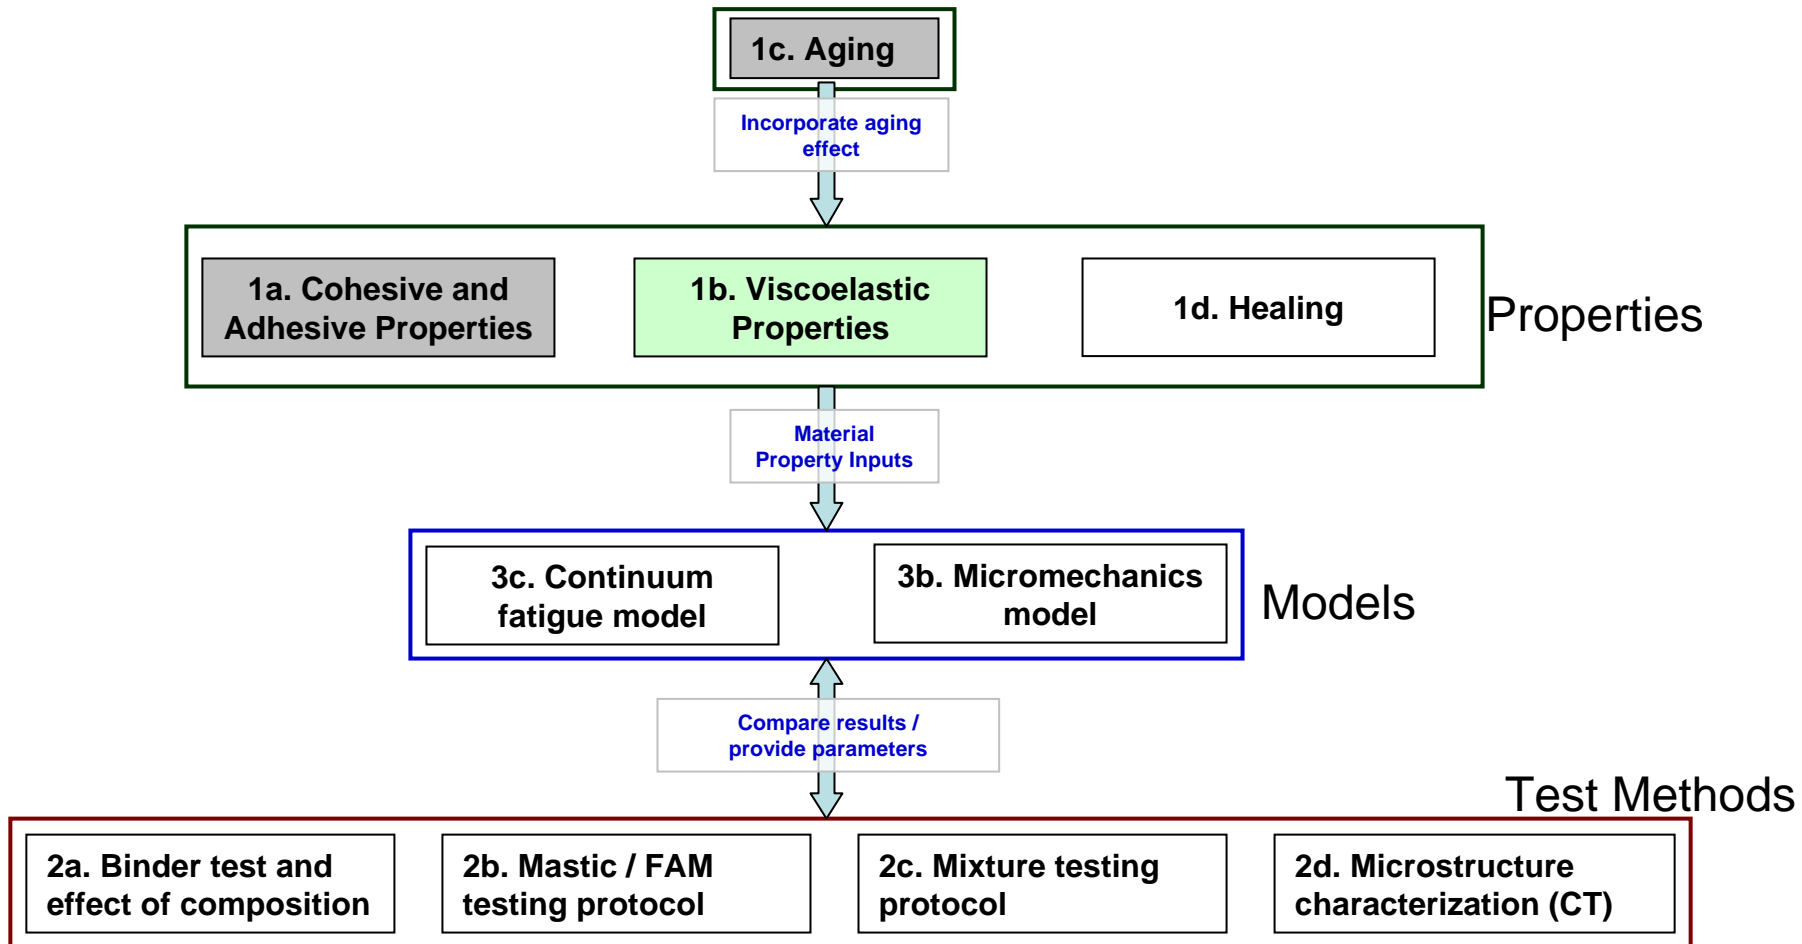 1c. Aging
Incorporate aging
effect
1a. Cohesive and
Adhesive Properties
1b. Viscoelastic
Properties
1d. Healing
Properties
Material
Property Inputs
3c. Continuum
fatigue model
3b. Micromechanics
model
Models
Compare results /
provide parameters
Test Methods
2a. Binder test and
effect of composition
2b. Mastic / FAM
testing protocol
2c. Mixture testing
protocol
2d. Microstructure
characterization (CT)